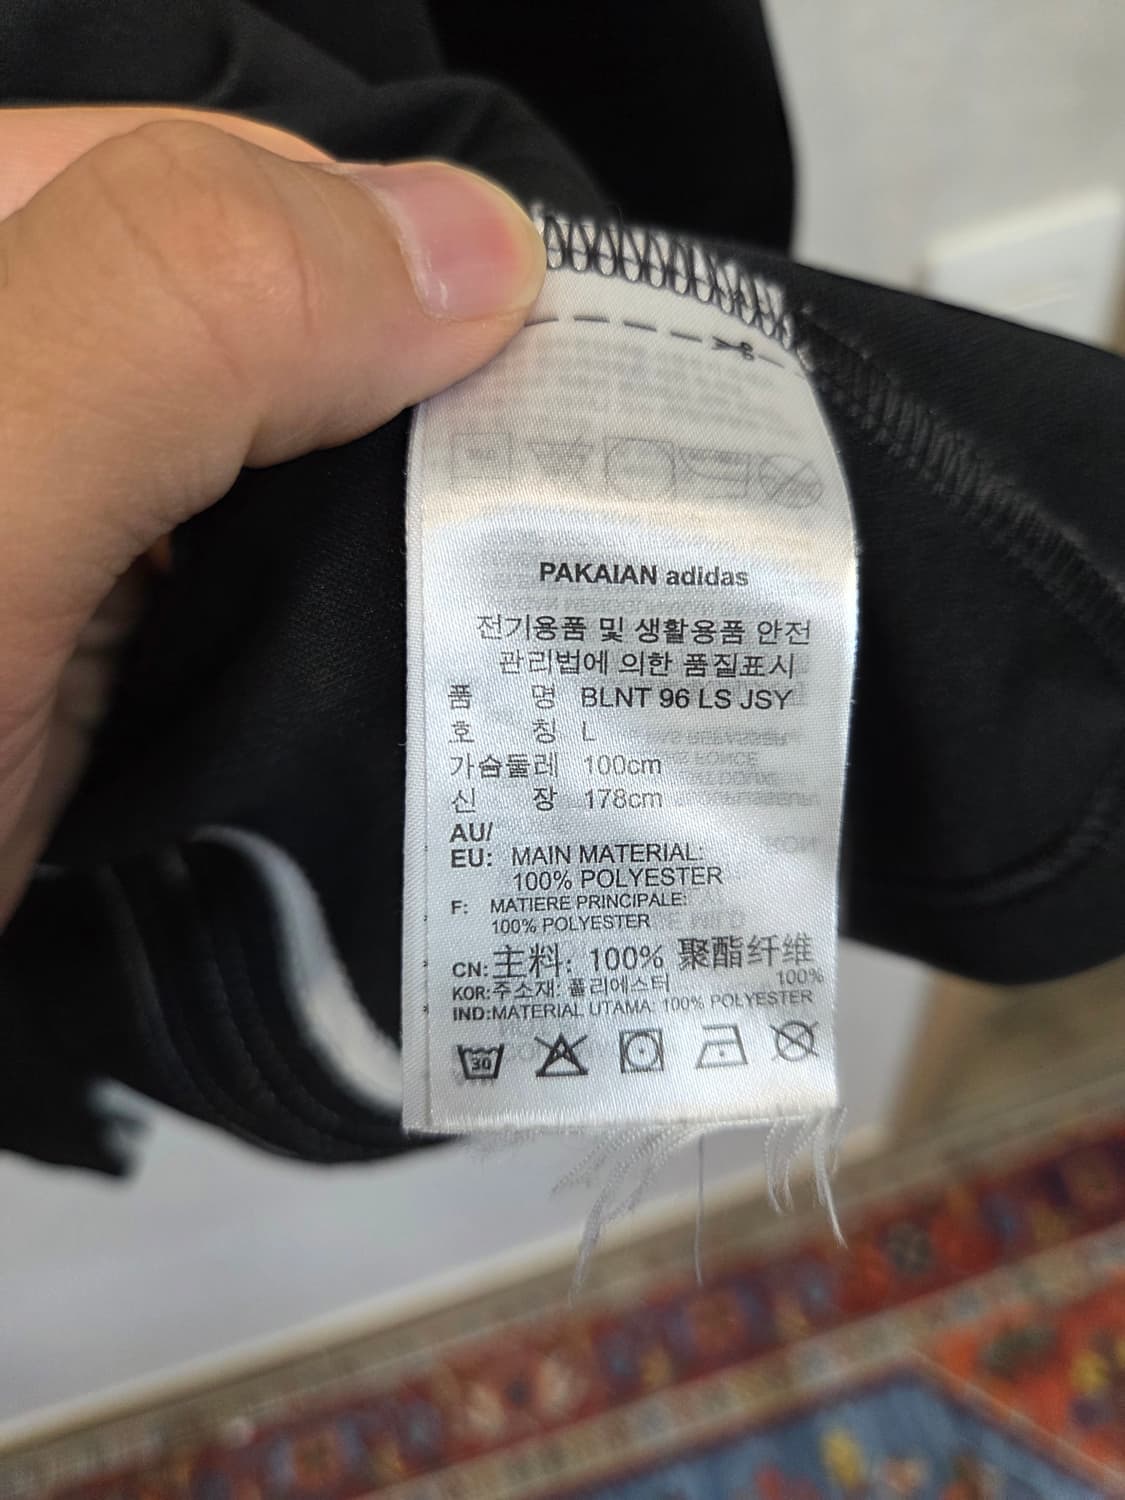 PAKAIAN adidas
전기용품 및 생활용품 안전
관리법에 의한 품질표시
품 명 BLNT 96 LS JSY
호 칭 L
가슴둘레 100cm
신 장 178cm
AU/
EU: MAIN MATERIAL:
100% POLYESTER
F: MATIERE PRINCIPALE:
100% POLYESTER
CN: 主料: 100% 聚酯纤维
KOR:주소재: 폴리에스터 100%
IND:MATERIAL UTAMA: 100% POLYESTER
30